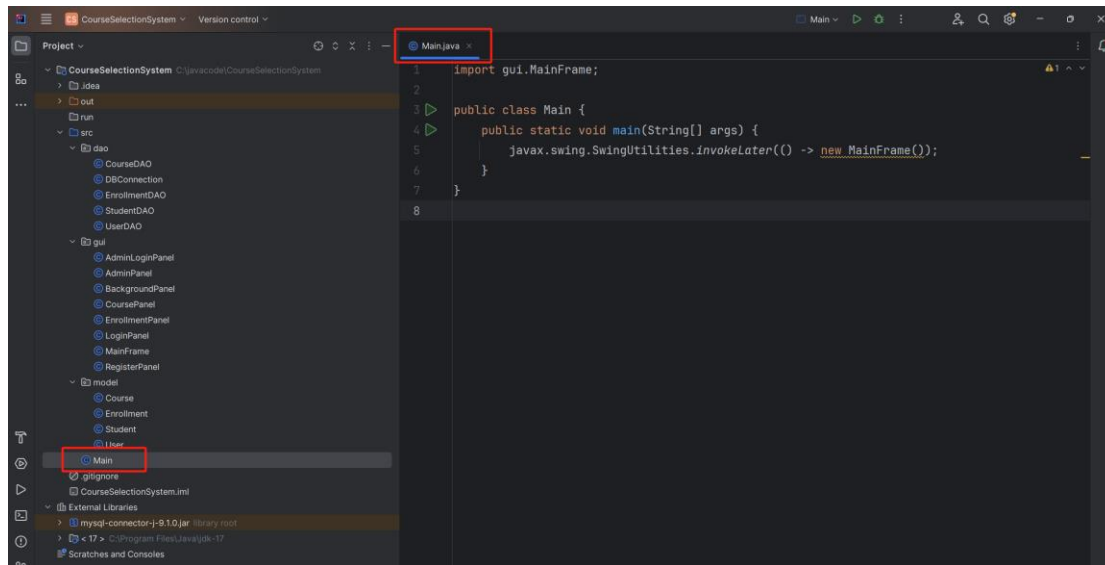 CS CourseSelectionSystem Version control Main
Project
Main.java
CourseSelectionSystem C:\javacode\CourseSelectionSystem
.idea
out
run
src
dao
CourseDAO
DBConnection
EnrollmentDAO
StudentDAO
UserDAO
gui
AdminLoginPanel
AdminPanel
BackgroundPanel
CoursePanel
EnrollmentPanel
LoginPanel
MainFrame
RegisterPanel
model
Course
Enrollment
Student
User
Main
.gitignore
CourseSelectionSystem.iml
External Libraries
mysql-connector-j-9.1.0.jar library root
< 17 > C:\Program Files\Java\jdk-17
Scratches and Consoles
1 import gui.MainFrame;
2
3 public class Main {
4 public static void main(String[] args) {
5 javax.swing.SwingUtilities.invokeLater(() -> new MainFrame());
6 }
7 }
8
1